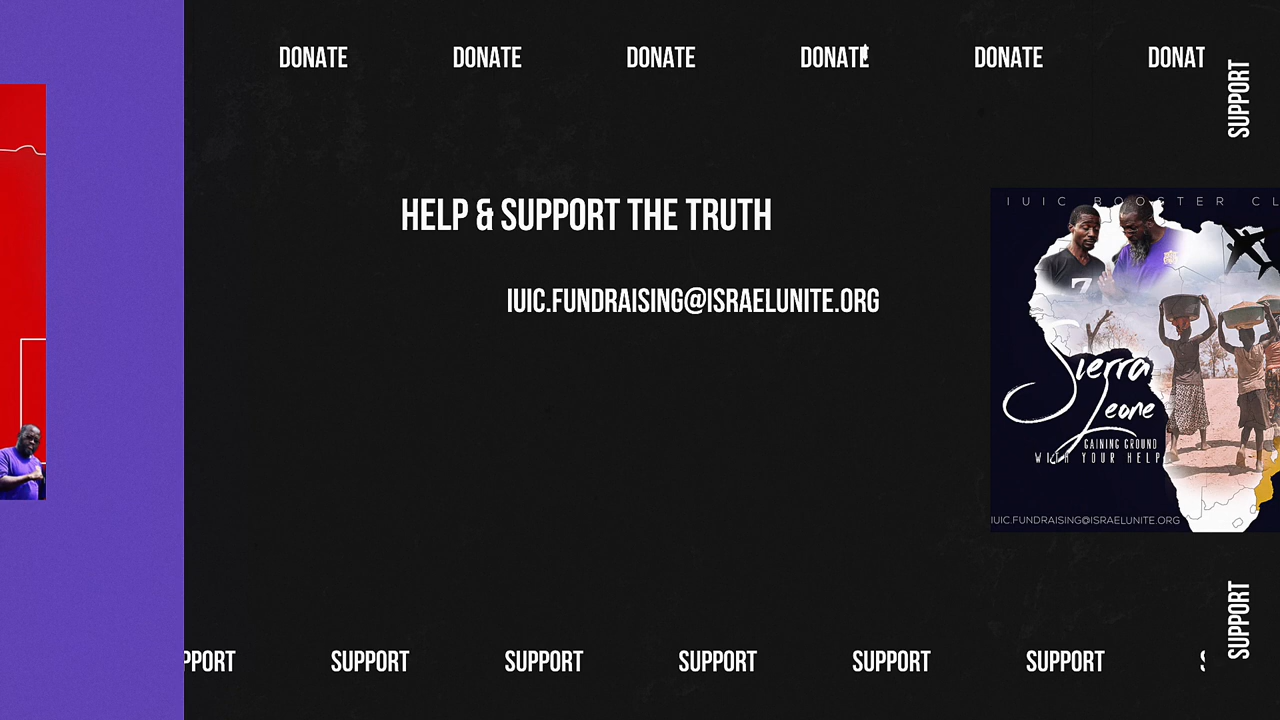 DONATE DONATE DONATE DONATE DONATE DONAT
SUPPORT
HELP & SUPPORT THE TRUTH
IUIC.FUNDRAISING@ISRAELUNITE.ORG
IUIC BOOSTER CL
7
Sierra
Leone
GAINING GROUND
WITH YOUR HELP
IUIC.FUNDRAISING@ISRAELUNITE.ORG
SUPPORT
PPORT SUPPORT SUPPORT SUPPORT SUPPORT SUPPORT S